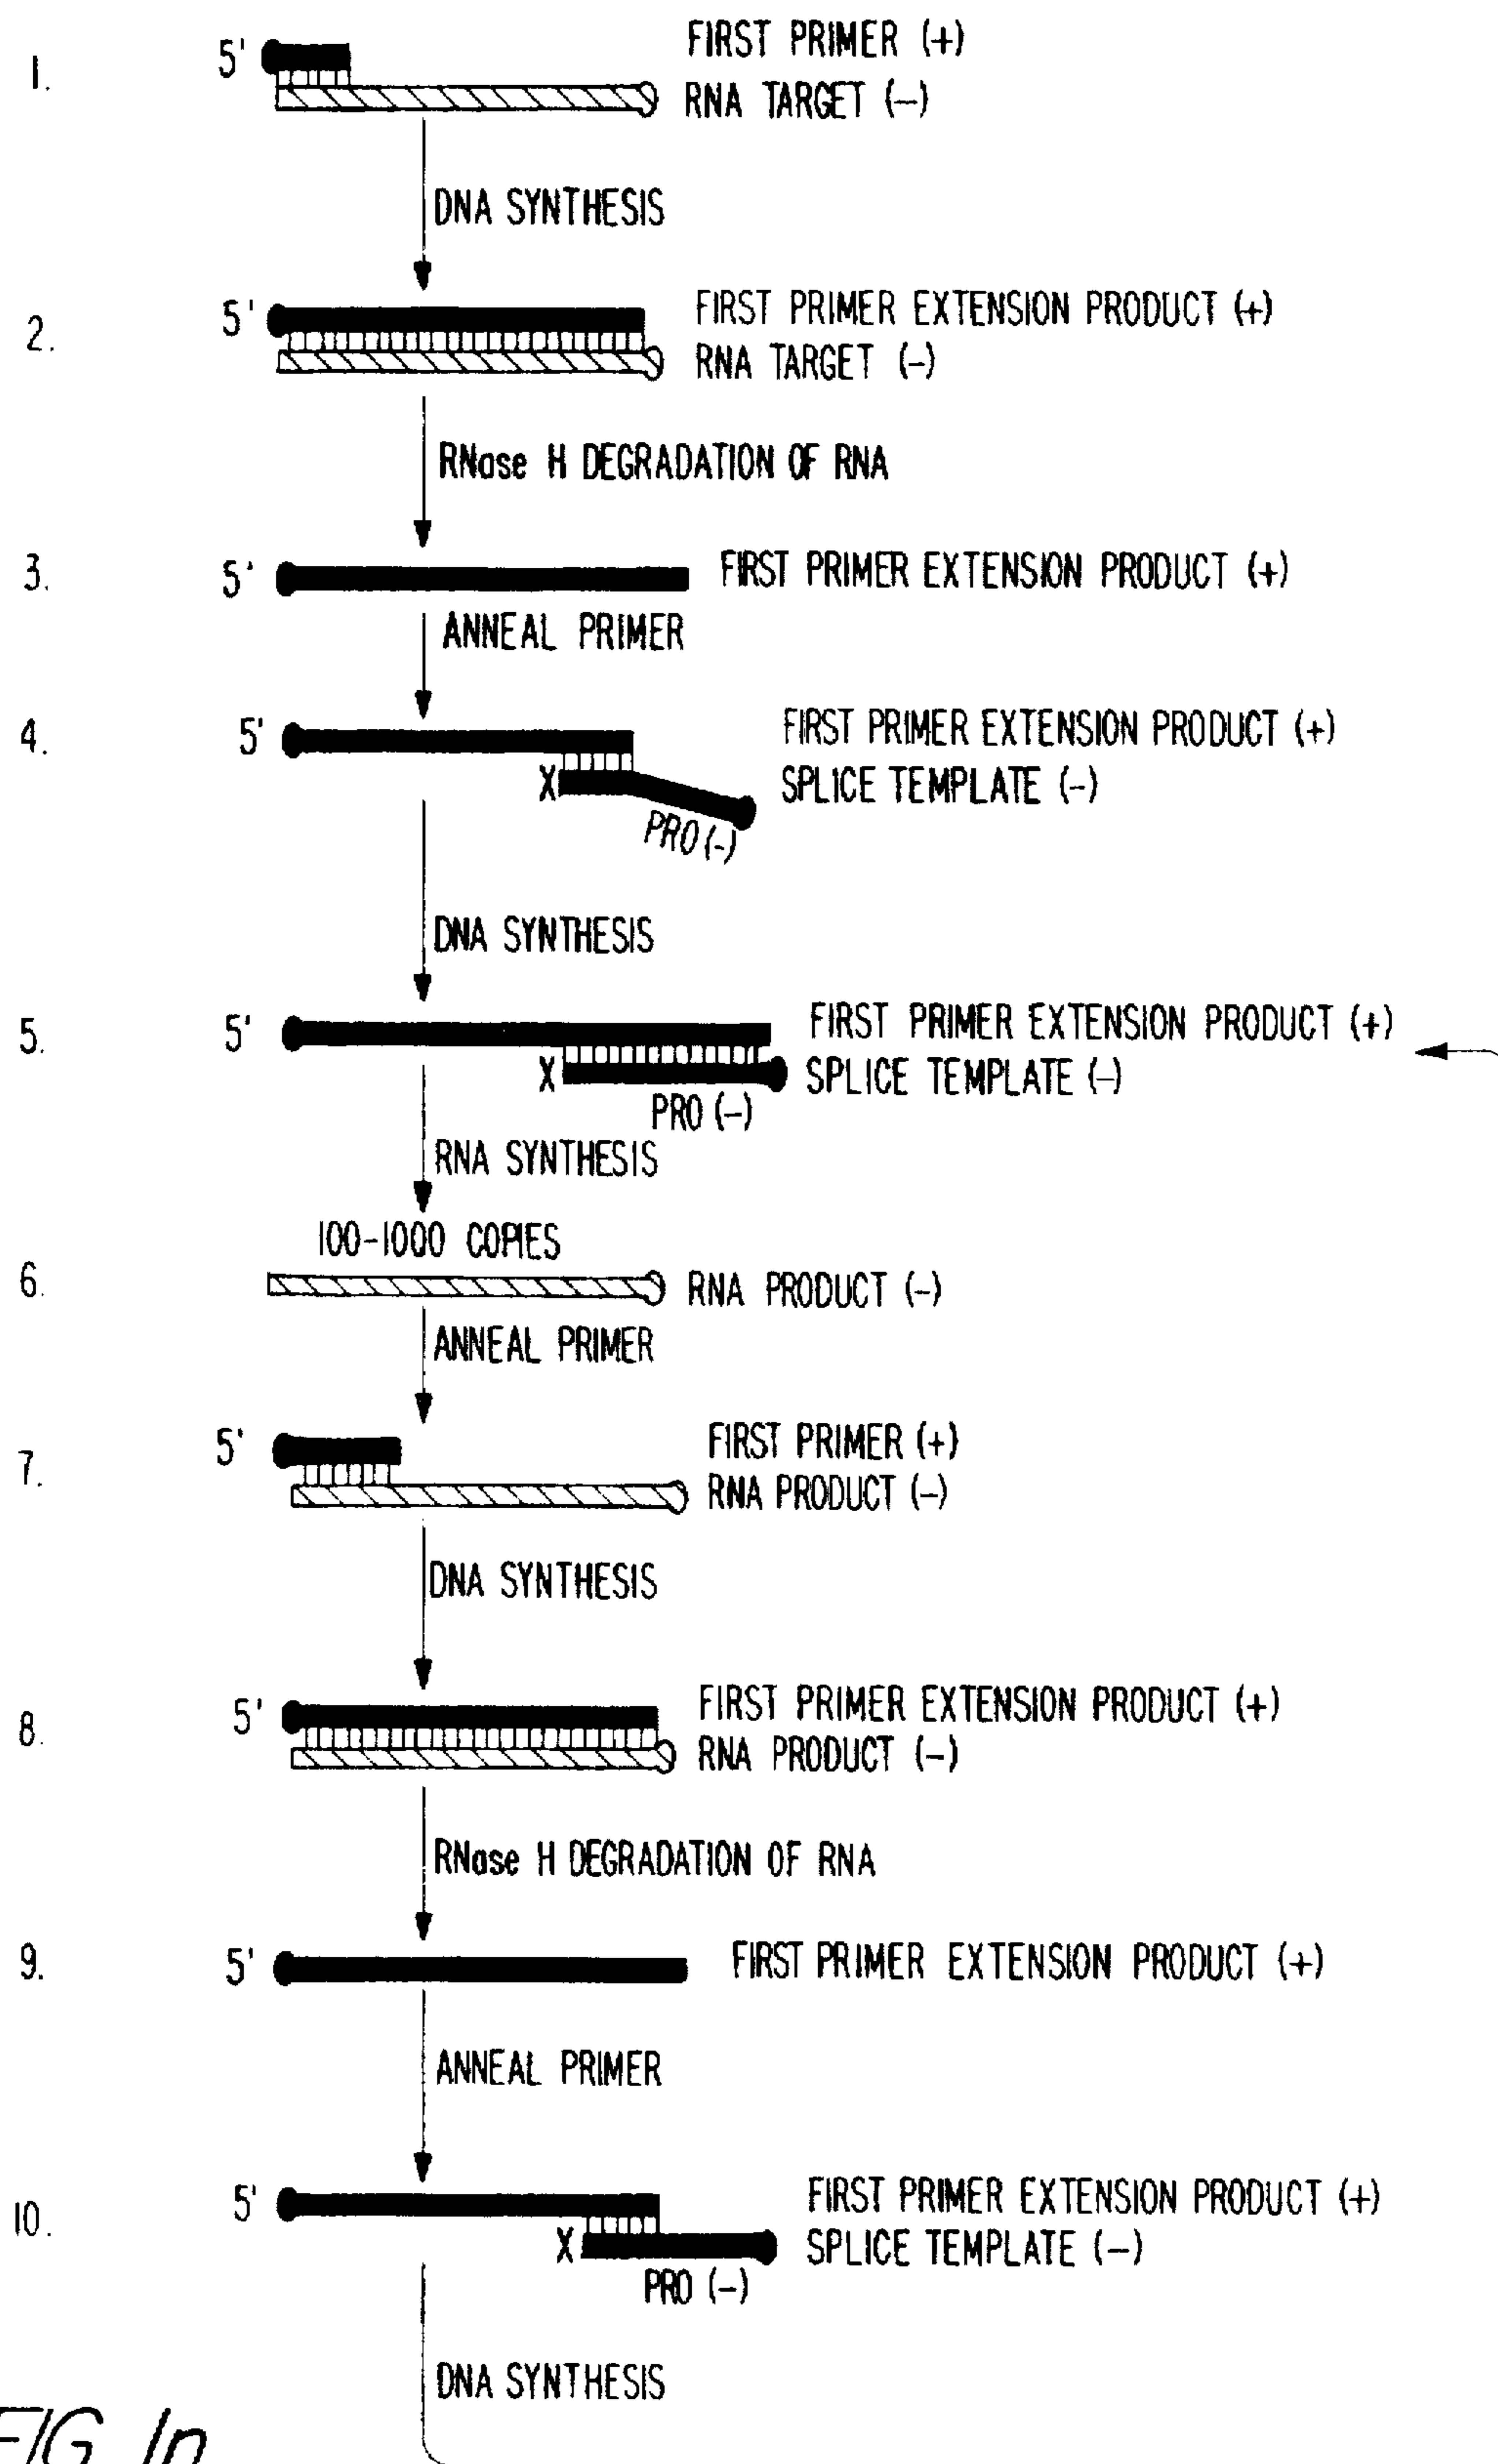 1.
5'
FIRST PRIMER (+)
RNA TARGET (−)
DNA SYNTHESIS
2.
5'
FIRST PRIMER EXTENSION PRODUCT (+)
RNA TARGET (−)
RNase H DEGRADATION OF RNA
3.
5'
FIRST PRIMER EXTENSION PRODUCT (+)
ANNEAL PRIMER
4.
5'
FIRST PRIMER EXTENSION PRODUCT (+)
X
SPLICE TEMPLATE (−)
PRO (−)
DNA SYNTHESIS
5.
5'
FIRST PRIMER EXTENSION PRODUCT (+)
X
SPLICE TEMPLATE (−)
PRO (−)
RNA SYNTHESIS
100-1000 COPIES
6.
RNA PRODUCT (−)
ANNEAL PRIMER
7.
5'
FIRST PRIMER (+)
RNA PRODUCT (−)
DNA SYNTHESIS
8.
5'
FIRST PRIMER EXTENSION PRODUCT (+)
RNA PRODUCT (−)
RNase H DEGRADATION OF RNA
9.
5'
FIRST PRIMER EXTENSION PRODUCT (+)
ANNEAL PRIMER
10.
5'
FIRST PRIMER EXTENSION PRODUCT (+)
X
SPLICE TEMPLATE (−)
PRO (−)
DNA SYNTHESIS
FIG. 1n